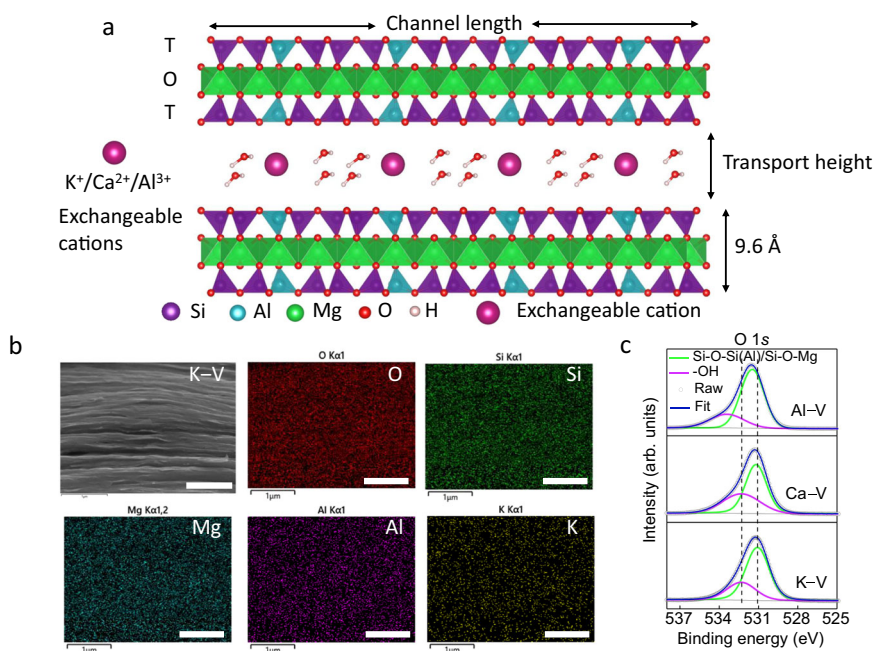 a
Channel length
T
O
T
K⁺/Ca²⁺/Al³⁺
Exchangeable
cations
Transport height
9.6 Å
Si Al Mg O H Exchangeable cation
b
K–V
O Kα1
O
1µm
Si Kα1
Si
1µm
Mg Kα1,2
Mg
1µm
Al Kα1
Al
1µm
K Kα1
K
1µm
c
O 1s
Si-O-Si(Al)/Si-O-Mg
-OH
Raw
Fit
Al–V
Ca–V
K–V
Intensity (arb. units)
537 534 531 528 525
Binding energy (eV)